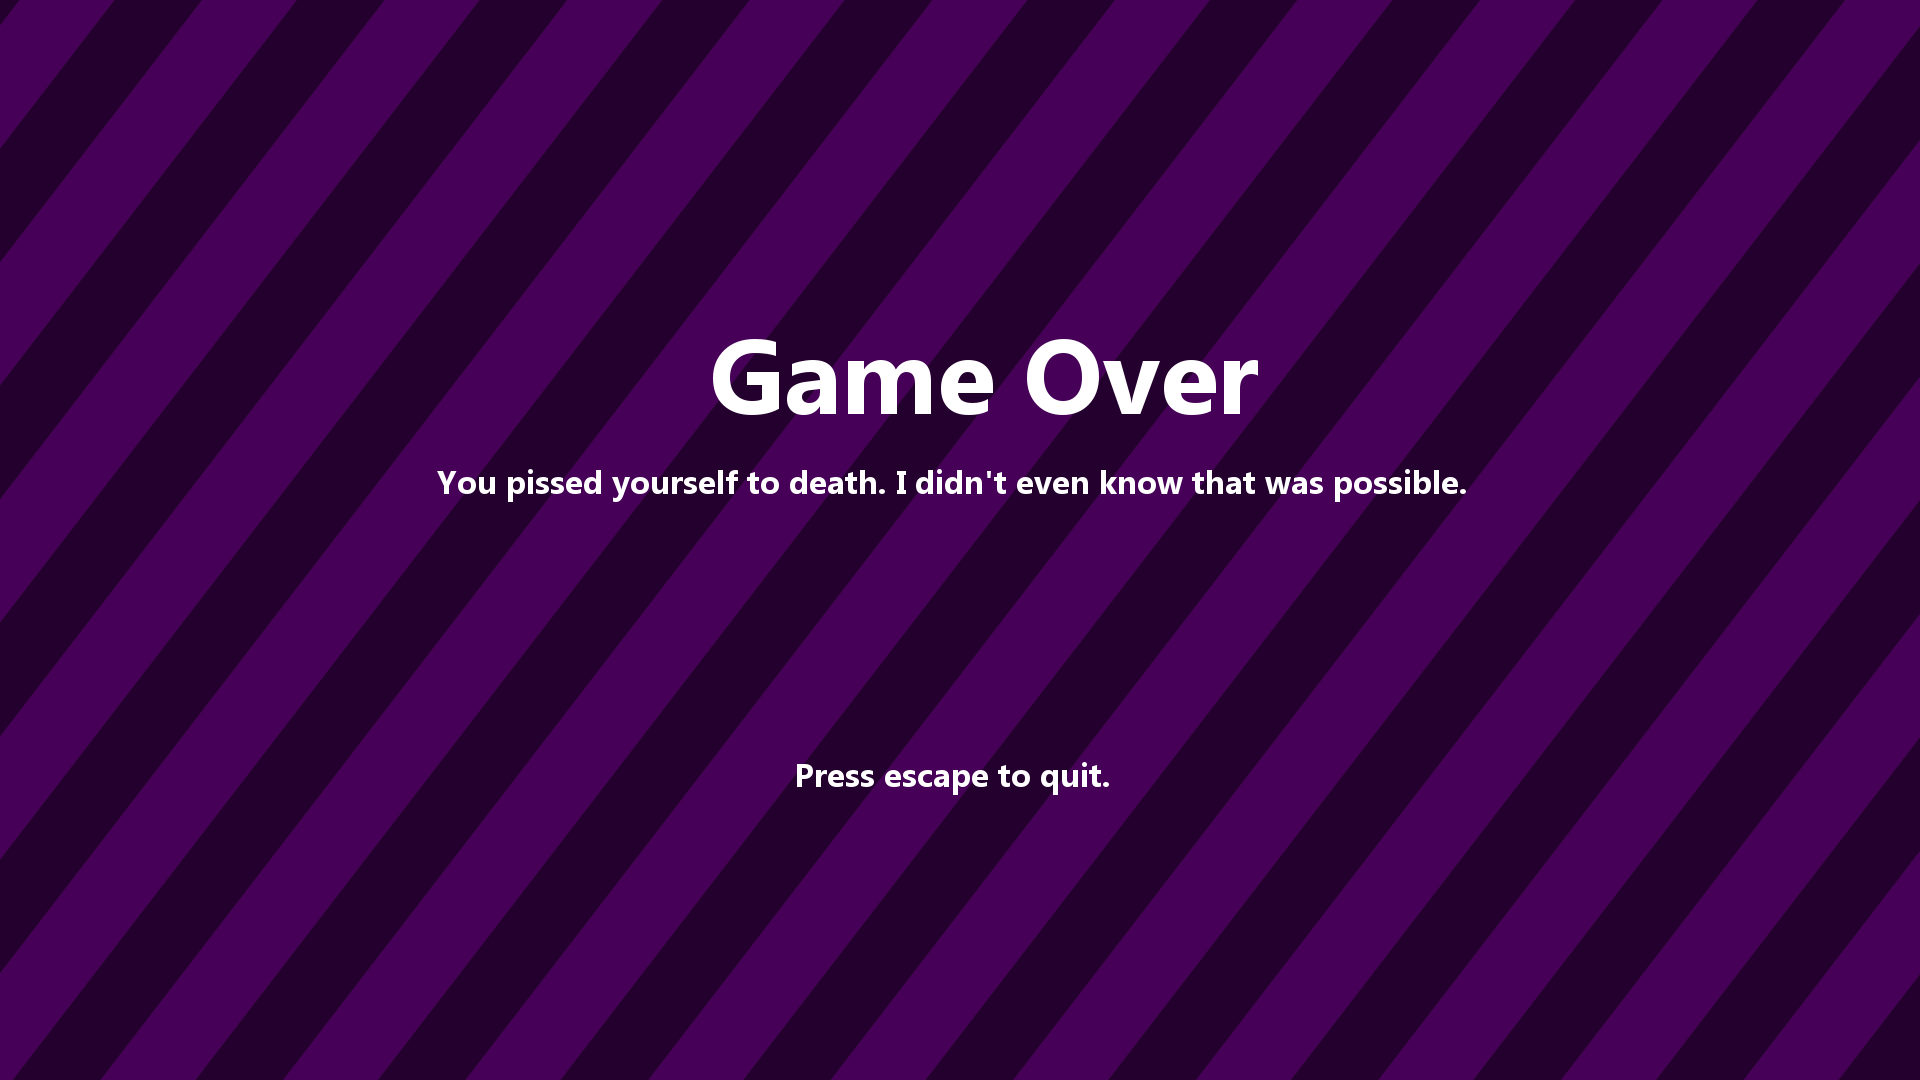 Game Over
You pissed yourself to death. I didn't even know that was possible.
Press escape to quit.